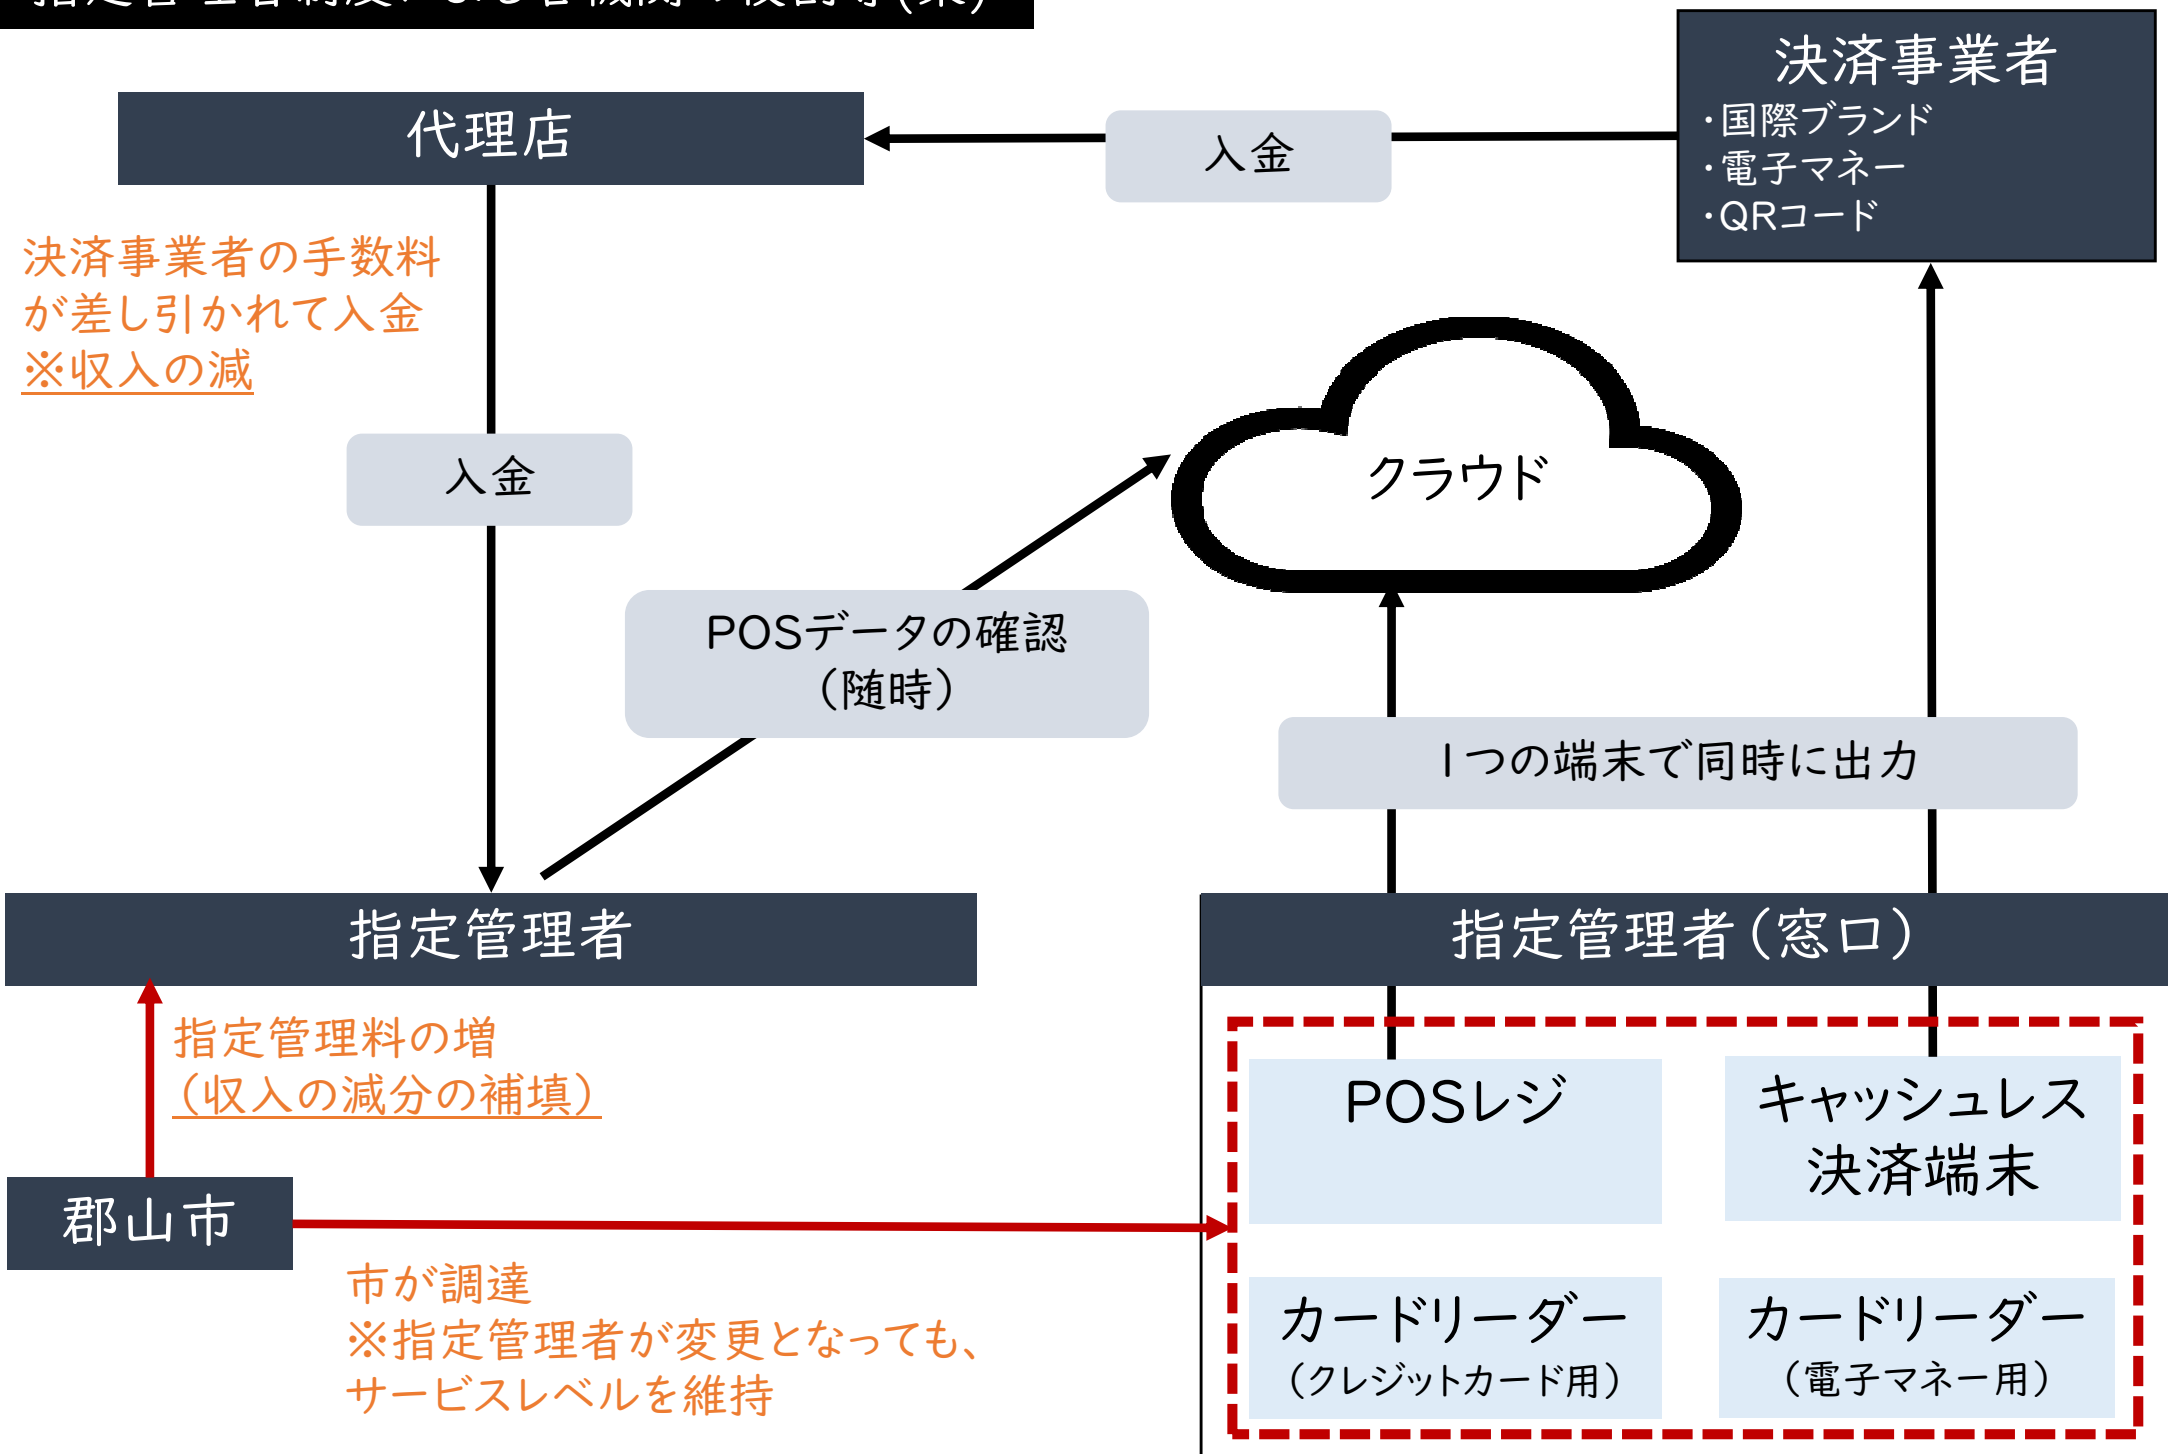 決済事業者
・国際ブランド
・電子マネー
・QRコード
代理店
入金
決済事業者の手数料
が差し引かれて入金
※収入の減
入金
クラウド
POSデータの確認
（随時）
1つの端末で同時に出力
指定管理者
指定管理者（窓口）
指定管理料の増
（収入の減分の補填）
郡山市
市が調達
※指定管理者が変更となっても、
サービスレベルを維持
POSレジ
キャッシュレス
決済端末
カードリーダー
（クレジットカード用）
カードリーダー
（電子マネー用）